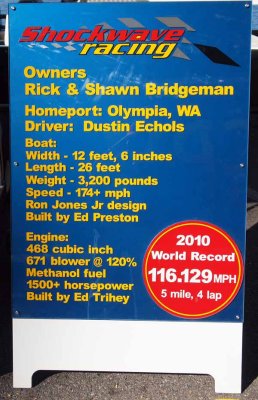 Shockwave
racing
Owners
Rick & Shawn Bridgeman
Homeport: Olympia, WA
Driver: Dustin Echols
Boat:
Width - 12 feet, 6 inches
Length - 26 feet
Weight - 3,200 pounds
Speed - 174+ mph
Ron Jones Jr design
Built by Ed Preston
Engine:
468 cubic inch
671 blower @ 120%
Methanol fuel
1500+ horsepower
Built by Ed Trihey
2010
World Record
116.129 MPH
5 mile, 4 lap